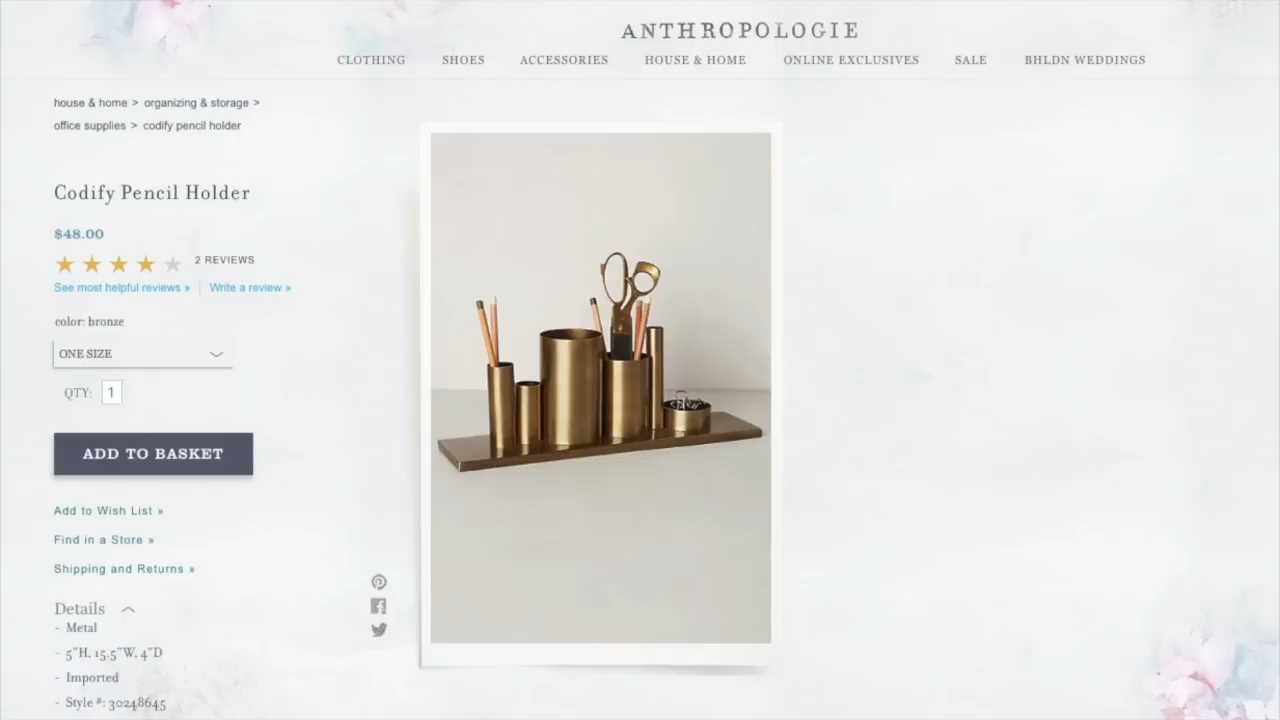 ANTHROPOLOGIE
CLOTHING SHOES ACCESSORIES HOUSE & HOME ONLINE EXCLUSIVES SALE BHLDN WEDDINGS
house & home > organizing & storage >
office supplies > codify pencil holder
Codify Pencil Holder
$48.00
2 REVIEWS
See most helpful reviews » Write a review »
color: bronze
ONE SIZE
QTY: 1
ADD TO BASKET
Add to Wish List »
Find in a Store »
Shipping and Returns »
Details
- Metal
- 5"H, 15.5"W, 4"D
- Imported
- Style #: 30248645